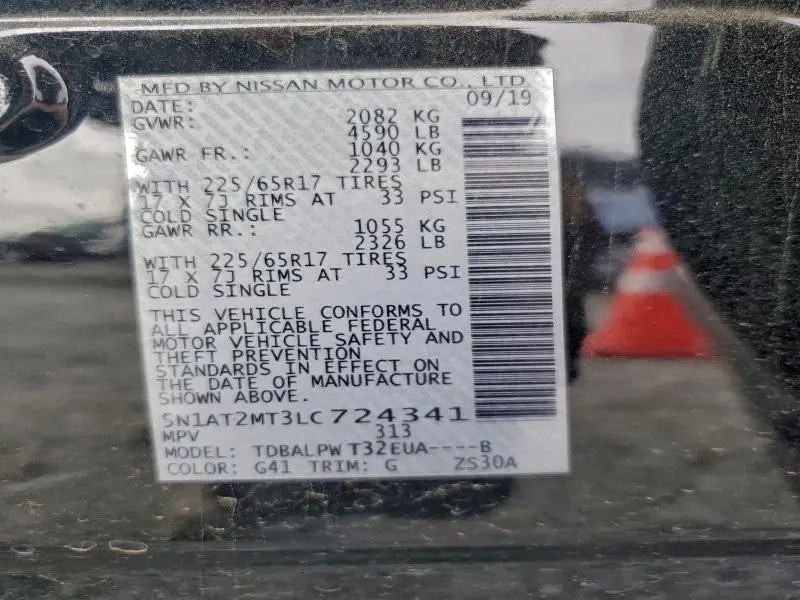 MFD BY NISSAN MOTOR CO., LTD.
DATE: 09/19
GVWR: 2082 KG
4590 LB
GAWR FR.: 1040 KG
2293 LB
WITH 225/65R17 TIRES
17 X 7J RIMS AT 33 PSI
COLD SINGLE
GAWR RR.: 1055 KG
2326 LB
WITH 225/65R17 TIRES
17 X 7J RIMS AT 33 PSI
COLD SINGLE
THIS VEHICLE CONFORMS TO
ALL APPLICABLE FEDERAL
MOTOR VEHICLE SAFETY AND
THEFT PREVENTION
STANDARDS IN EFFECT ON
THE DATE OF MANUFACTURE
SHOWN ABOVE.
5N1AT2MT3LC724341
MPV 313
MODEL: TDBALPW T32EUA----B
COLOR: G41 TRIM: G ZS30A